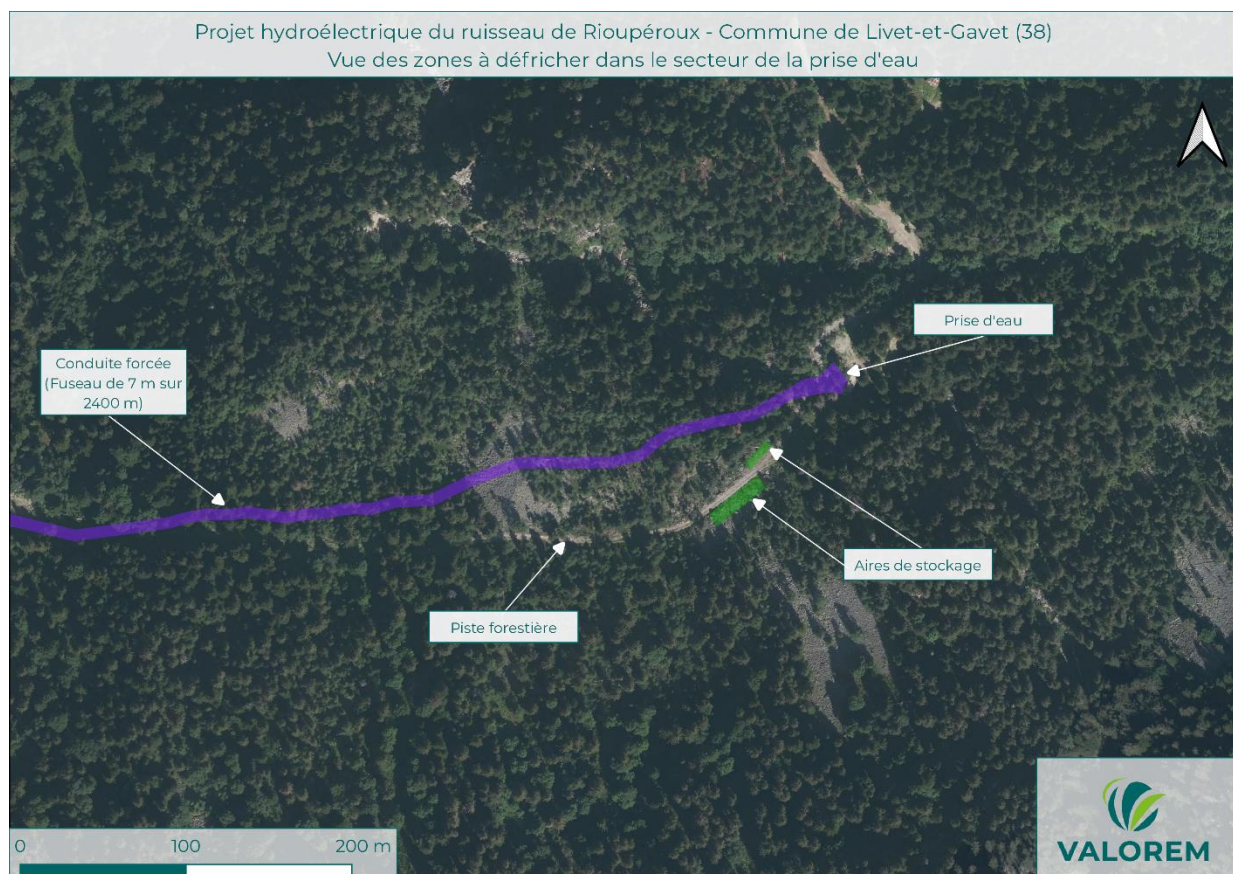 Projet hydroélectrique du ruisseau de Rioupéroux - Commune de Livet-et-Gavet (38)
Vue des zones à défricher dans le secteur de la prise d'eau
Prise d'eau
Conduite forcée
(Fuseau de 7 m sur
2400 m)
Aires de stockage
Piste forestière
0 100 200 m
VALOREM